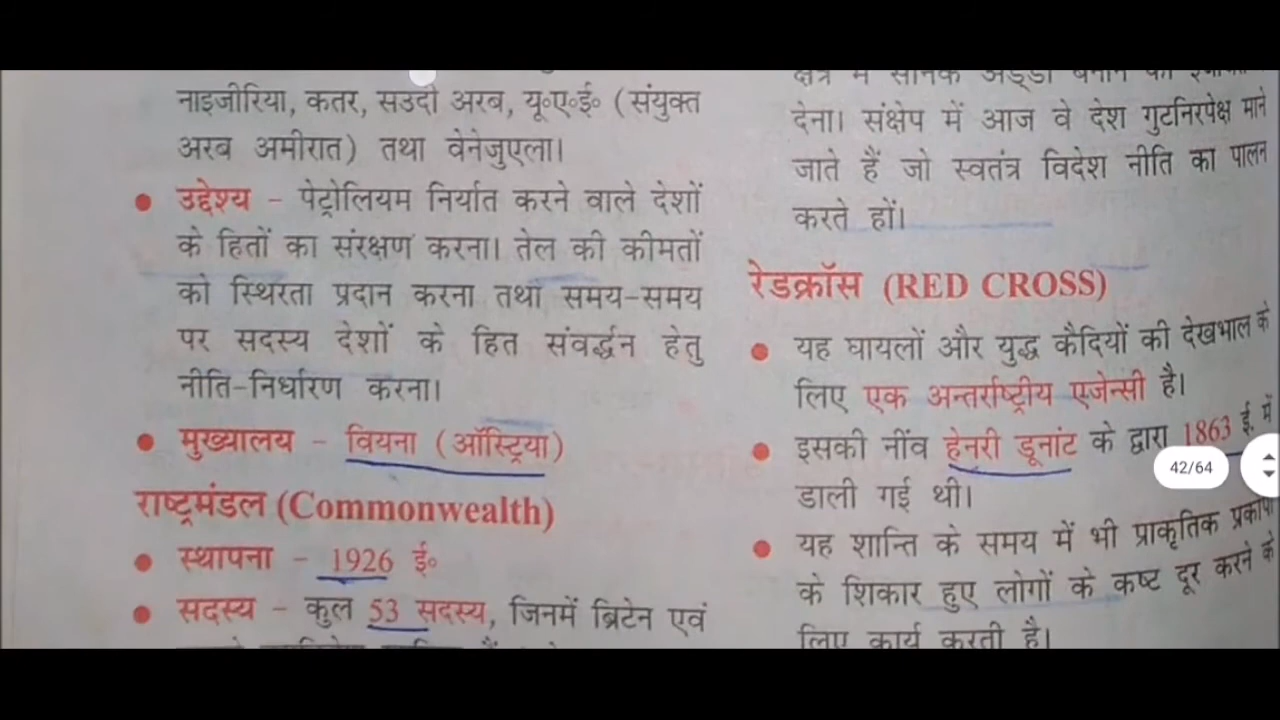 नाइजीरिया, कतर, सउदी अरब, यू॰ए॰ई॰ (संयुक्त
अरब अमीरात) तथा वेनेजुएला।
● उद्देश्य - पेट्रोलियम निर्यात करने वाले देशों
के हितों का संरक्षण करना। तेल की कीमतों
को स्थिरता प्रदान करना तथा समय-समय
पर सदस्य देशों के हित संवर्द्धन हेतु
नीति-निर्धारण करना।
● मुख्यालय - वियना (ऑस्ट्रिया)
राष्ट्रमंडल (Commonwealth)
● स्थापना - 1926 ई॰
● सदस्य - कुल 53 सदस्य, जिनमें ब्रिटेन एवं
क्षेत्र में सैनिक अड्डा बनाने की
देना। संक्षेप में आज वे देश गुटनिरपेक्ष माने
जाते हैं जो स्वतंत्र विदेश नीति का पालन
करते हों।
रेडक्रॉस (RED CROSS)
● यह घायलों और युद्ध कैदियों की देखभाल के
लिए एक अन्तर्राष्ट्रीय एजेन्सी है।
● इसकी नींव हेनरी डूनांट के द्वारा 1863 ई. में
डाली गई थी।
● यह शान्ति के समय में भी प्राकृतिक
के शिकार हुए लोगों के कष्ट दूर करने के
लिए कार्य करती है।
42/64